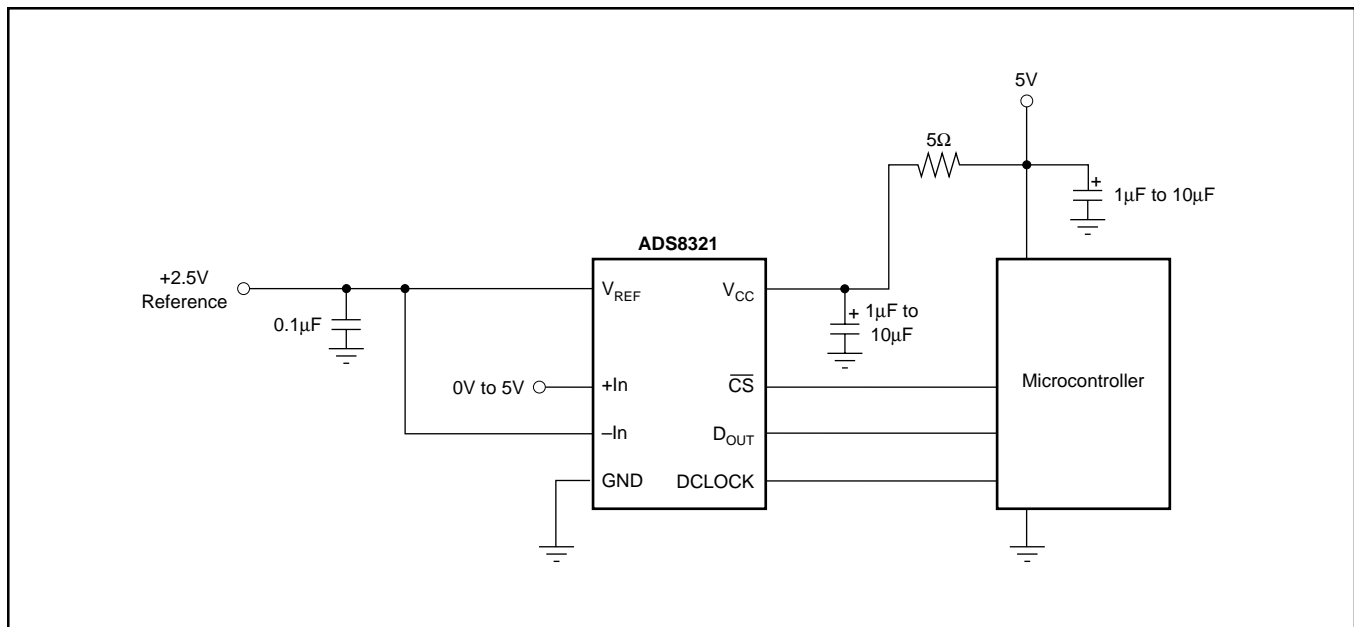 5V
5Ω
+
1μF to 10μF
ADS8321
+2.5V
Reference
0.1μF
V_REF
V_CC
+
1μF to
10μF
0V to 5V
+In
C̅S̅
Microcontroller
–In
D_OUT
GND
DCLOCK